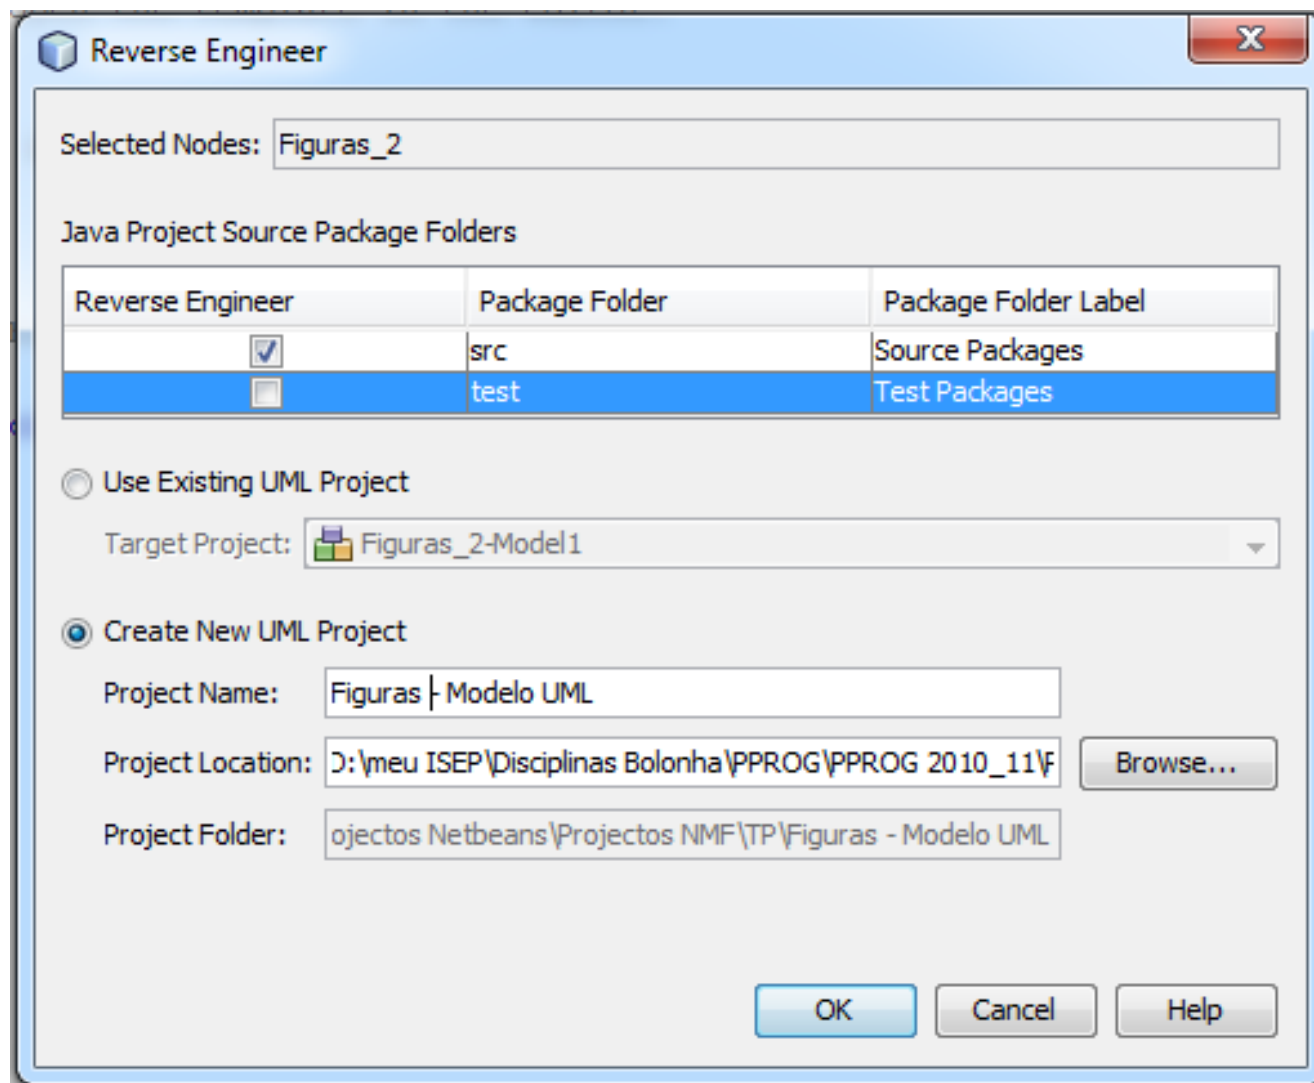 Reverse Engineer
Selected Nodes: Figuras_2
Java Project Source Package Folders
Reverse Engineer Package Folder Package Folder Label
src Source Packages
test Test Packages
Use Existing UML Project
Target Project: Figuras_2-Model1
Create New UML Project
Project Name: Figuras - Modelo UML
Project Location: D:\meu ISEP\Disciplinas Bolonha\PPROG\PPROG 2010_11\P
Project Folder: ojectos Netbeans\Projectos NMF\TP\Figuras - Modelo UML
Browse...
OK Cancel Help